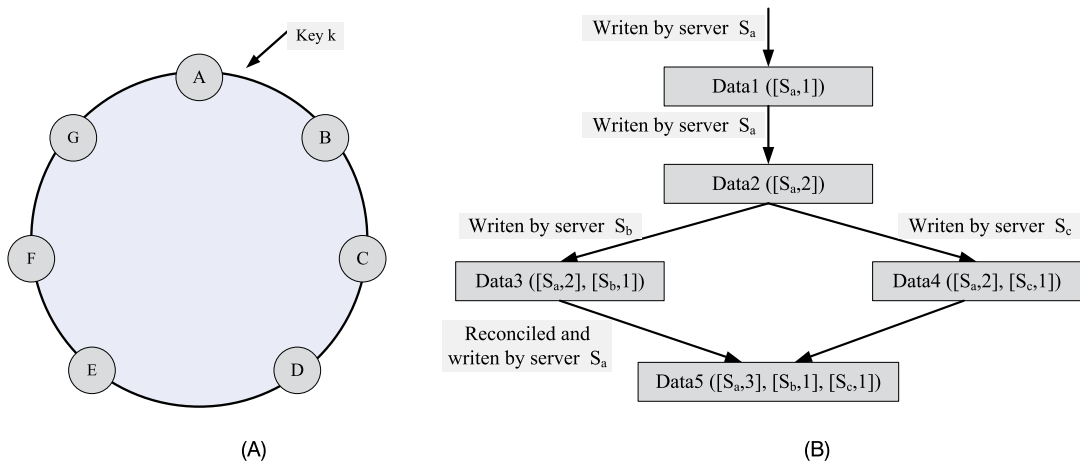 Key k
A
G
B
F
C
E
D
(A)
Writen by server Sa
Data1 ([Sa,1])
Writen by server Sa
Data2 ([Sa,2])
Writen by server Sb
Writen by server Sc
Data3 ([Sa,2], [Sb,1])
Data4 ([Sa,2], [Sc,1])
Reconciled and
writen by server Sa
Data5 ([Sa,3], [Sb,1], [Sc,1])
(B)